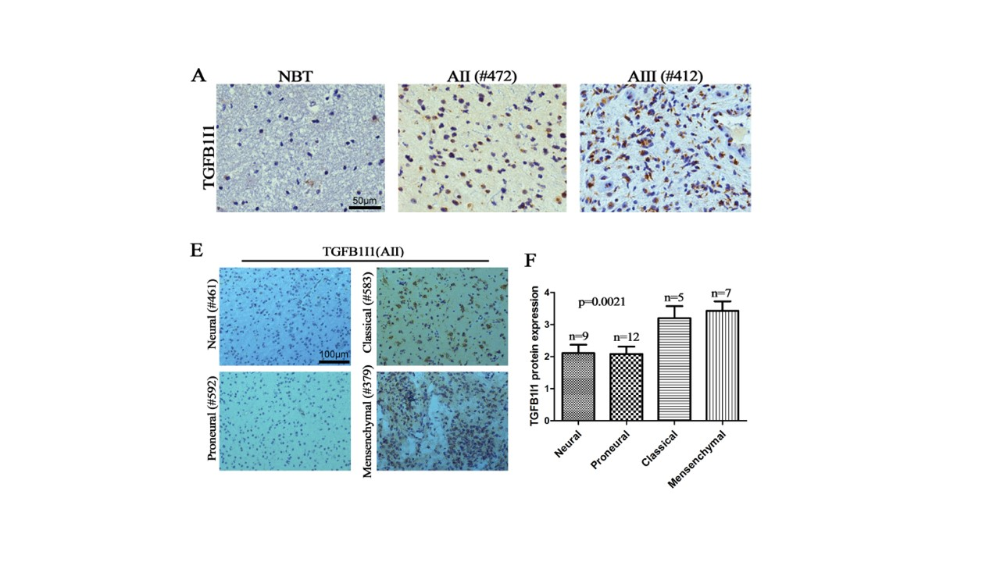 A
NBT
AII (#472)
AIII (#412)
TGFB1I1
50μm
E
TGFB1I1(AII)
Neural (#461)
100μm
Classical (#583)
Proneural (#592)
Mensenchymal (#379)
F
TGFB1I1 protein expression
4
3
2
1
0
p=0.0021
n=9
n=12
n=5
n=7
Neural
Proneural
Classical
Mensenchymal